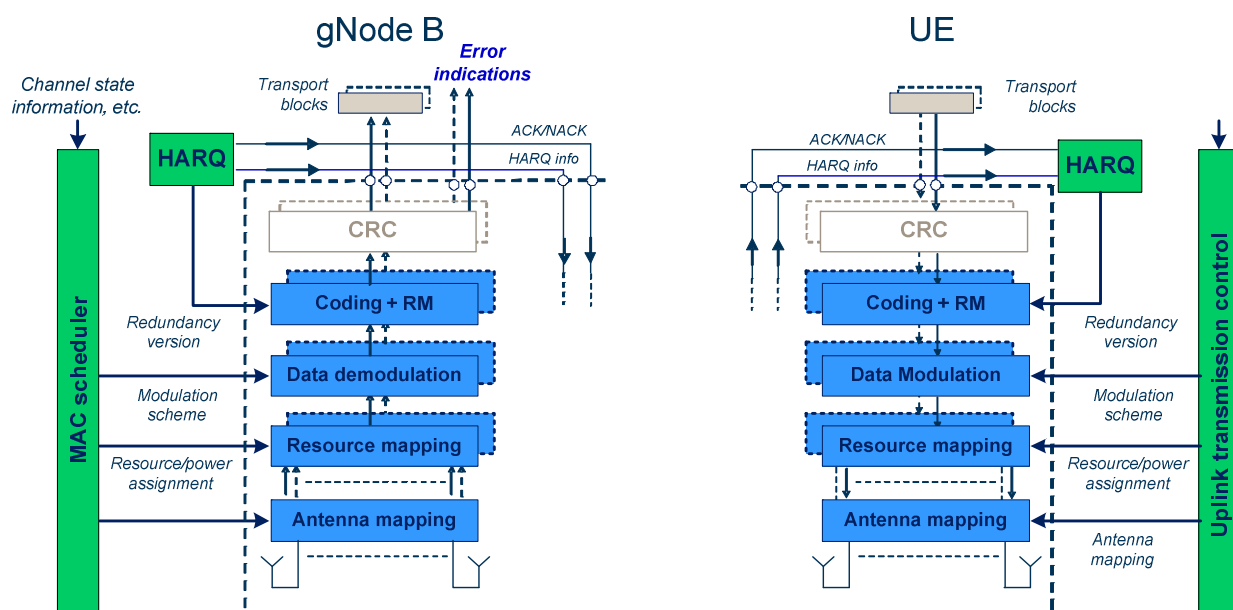 gNode B
UE
Error
indications
Channel state
information, etc.
Transport
blocks
HARQ
ACK/NACK
HARQ info
CRC
Coding + RM
Redundancy
version
Data demodulation
Modulation
scheme
Resource mapping
Resource/power
assignment
Antenna mapping
MAC scheduler
Transport
blocks
ACK/NACK
HARQ info
HARQ
CRC
Coding + RM
Redundancy
version
Data Modulation
Modulation
scheme
Resource mapping
Resource/power
assignment
Antenna mapping
Antenna
mapping
Uplink transmission control